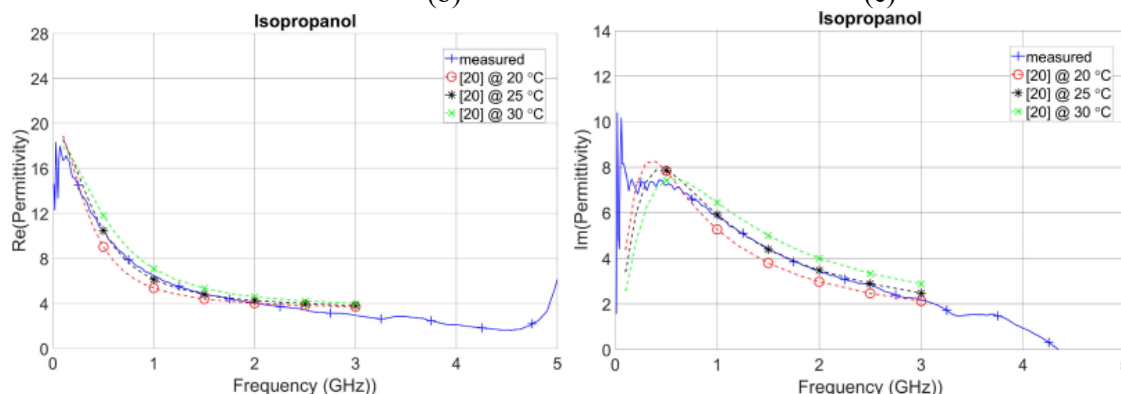 (b) (c)
Isopropanol
28
24
20
16
12
8
4
0
Re(Permittivity)
measured
[20] @ 20 °C
[20] @ 25 °C
[20] @ 30 °C
0 1 2 3 4 5
Frequency (GHz))
Isopropanol
14
12
10
8
6
4
2
0
Im(Permittivity)
measured
[20] @ 20 °C
[20] @ 25 °C
[20] @ 30 °C
0 1 2 3 4
Frequency (GHz))